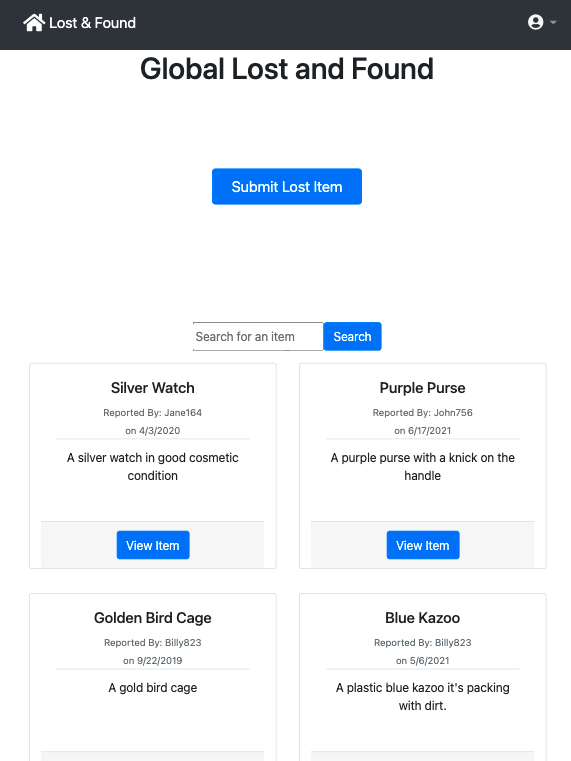 Lost & Found
Global Lost and Found
Submit Lost Item
Search for an item
Search
Silver Watch
Reported By: Jane164
on 4/3/2020
A silver watch in good cosmetic
condition
View Item
Purple Purse
Reported By: John756
on 6/17/2021
A purple purse with a knick on the
handle
View Item
Golden Bird Cage
Reported By: Billy823
on 9/22/2019
A gold bird cage
Blue Kazoo
Reported By: Billy823
on 5/6/2021
A plastic blue kazoo it's packing
with dirt.